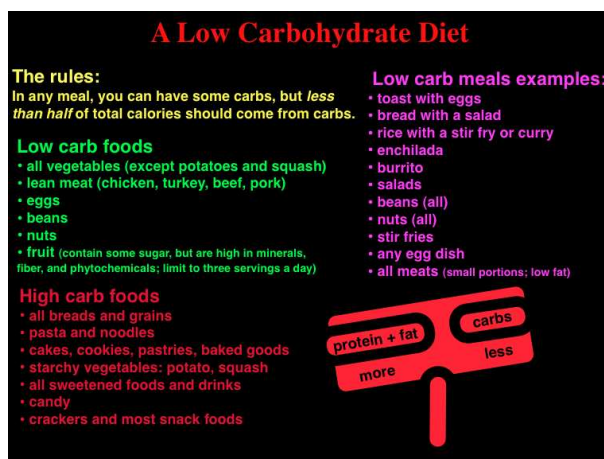 A Low Carbohydrate Diet
The rules:
In any meal, you can have some carbs, but less
than half of total calories should come from carbs.
Low carb foods
• all vegetables (except potatoes and squash)
• lean meat (chicken, turkey, beef, pork)
• eggs
• beans
• nuts
• fruit (contain some sugar, but are high in minerals,
fiber, and phytochemicals; limit to three servings a day)
High carb foods
• all breads and grains
• pasta and noodles
• cakes, cookies, pastries, baked goods
• starchy vegetables: potato, squash
• all sweetened foods and drinks
• candy
• crackers and most snack foods
Low carb meals examples:
• toast with eggs
• bread with a salad
• rice with a stir fry or curry
• enchilada
• burrito
• salads
• beans (all)
• nuts (all)
• stir fries
• any egg dish
• all meats (small portions; low fat)
protein + fat
carbs
more
less